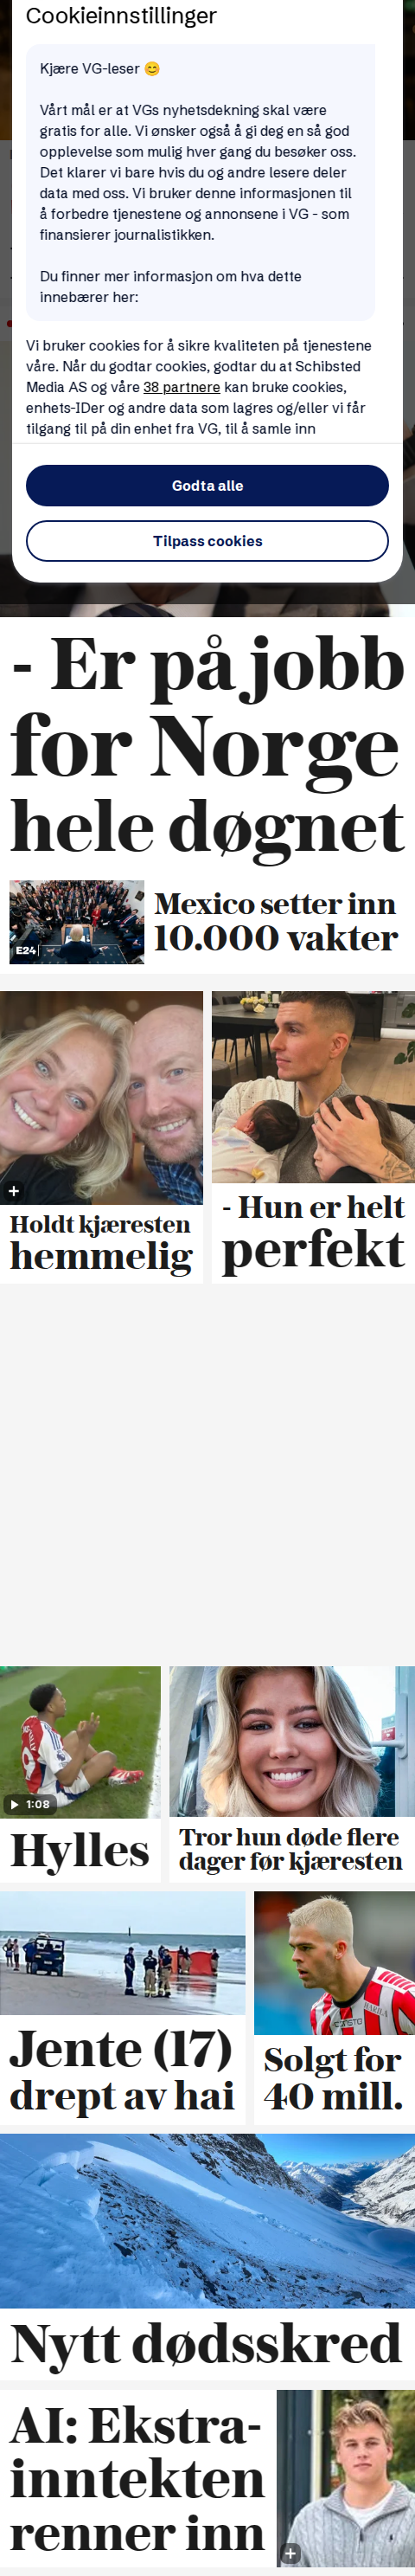 Cookieinnstillinger
Kjære VG-leser 😊
Vårt mål er at VGs nyhetsdekning skal være
gratis for alle. Vi ønsker også å gi deg en så god
opplevelse som mulig hver gang du besøker oss.
Det klarer vi bare hvis du og andre lesere deler
data med oss. Vi bruker denne informasjonen til
å forbedre tjenestene og annonsene i VG - som
finansierer journalistikken.
Du finner mer informasjon om hva dette
innebærer her:
Vi bruker cookies for å sikre kvaliteten på tjenestene
våre. Når du godtar cookies, godtar du at Schibsted
Media AS og våre 38 partnere kan bruke cookies,
enhets-IDer og andre data som lagres og/eller vi får
tilgang til på din enhet fra VG, til å samle inn
Godta alle
Tilpass cookies
- Er på jobb
for Norge
hele døgnet
E24
Mexico setter inn
10.000 vakter
Holdt kjæresten
hemmelig
- Hun er helt
perfekt
1:08
Hylles
Tror hun døde flere
dager før kjæresten
Jente (17)
drept av hai
Solgt for
40 mill.
Nytt dødsskred
AI: Ekstra-
inntekten
renner inn